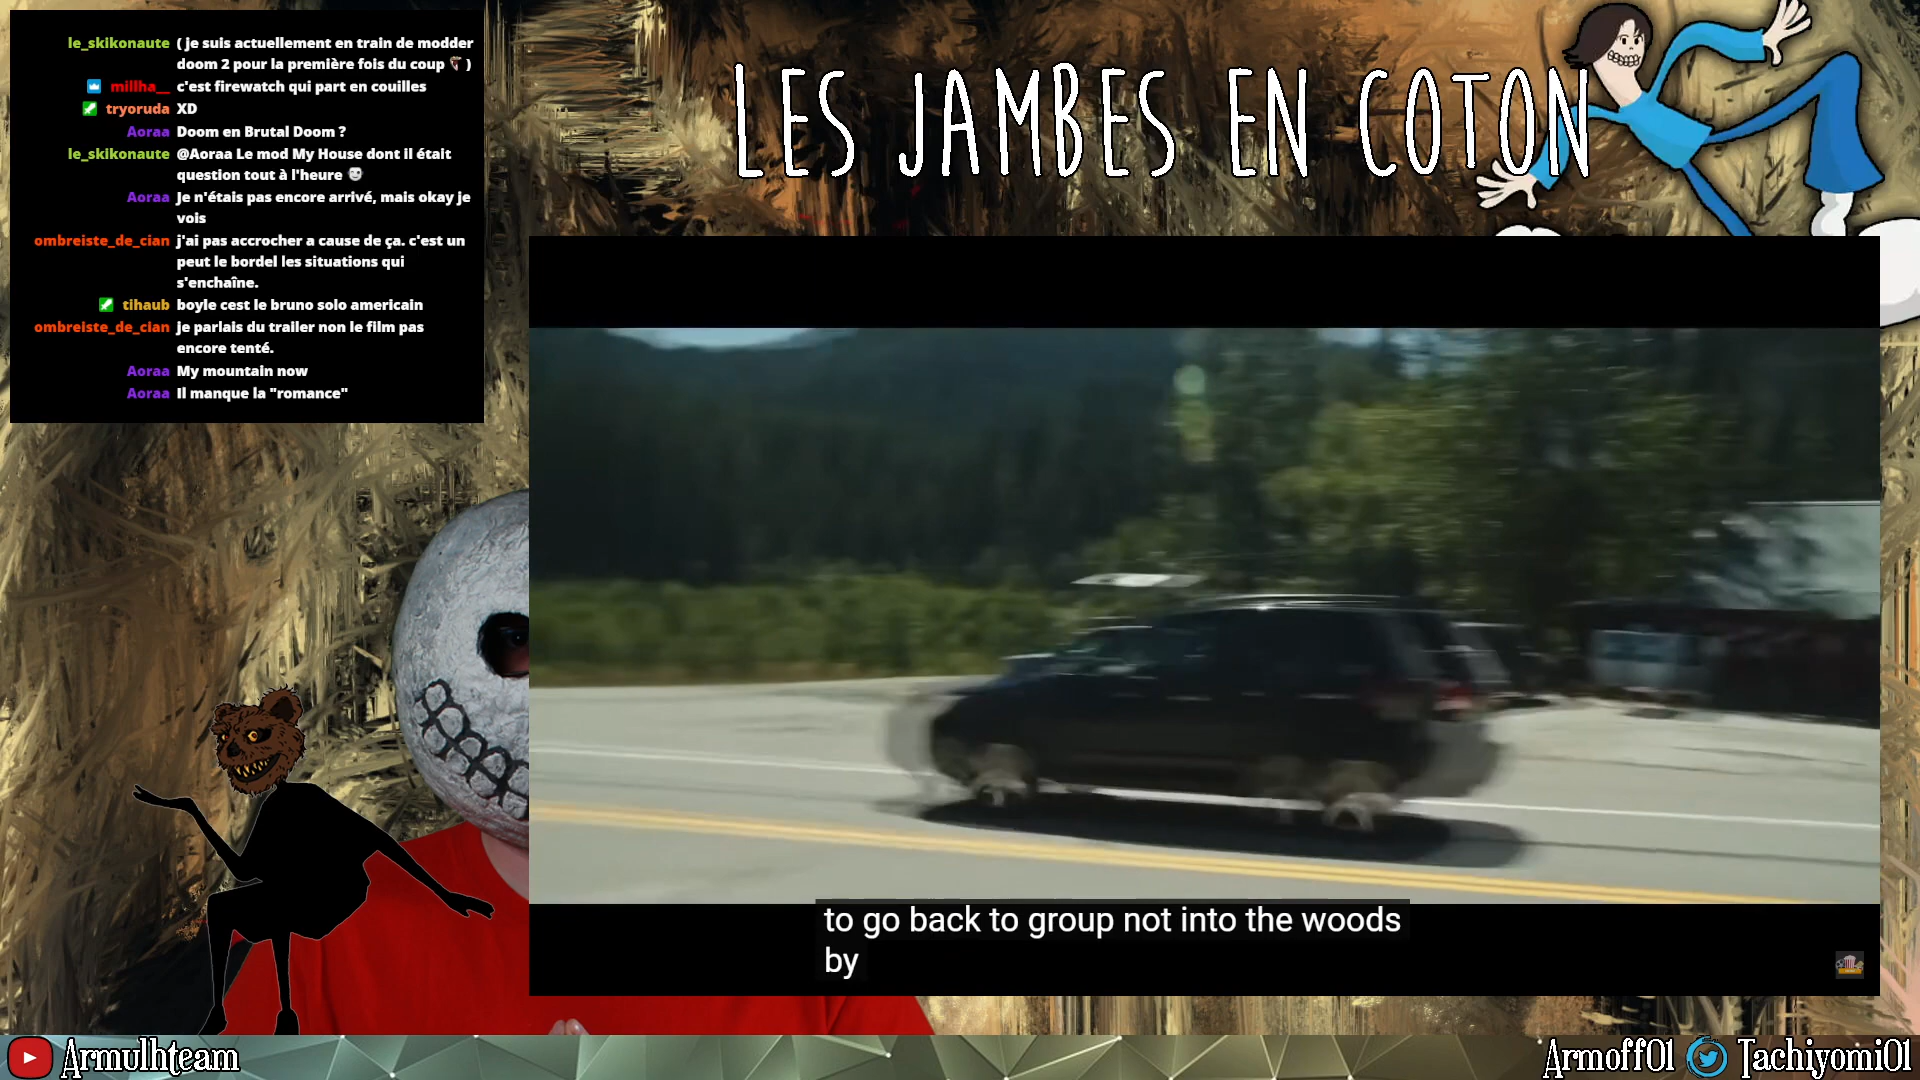 le_skikonaute ( je suis actuellement en train de modder
doom 2 pour la première fois du coup )
millha__ c'est firewatch qui part en couilles
tryoruda XD
Aoraa Doom en Brutal Doom ?
le_skikonaute @Aoraa Le mod My House dont il était
question tout à l'heure
Aoraa Je n'étais pas encore arrivé, mais okay je
vois
ombreiste_de_cian j'ai pas accrocher a cause de ça. c'est un
peut le bordel les situations qui
s'enchaîne.
tihaub boyle cest le bruno solo americain
ombreiste_de_cian je parlais du trailer non le film pas
encore tenté.
Aoraa My mountain now
Aoraa Il manque la "romance"
LES JAMBES EN COTON
to go back to group not into the woods
by
Armulhteam
Armoff01
Tachiyomi01